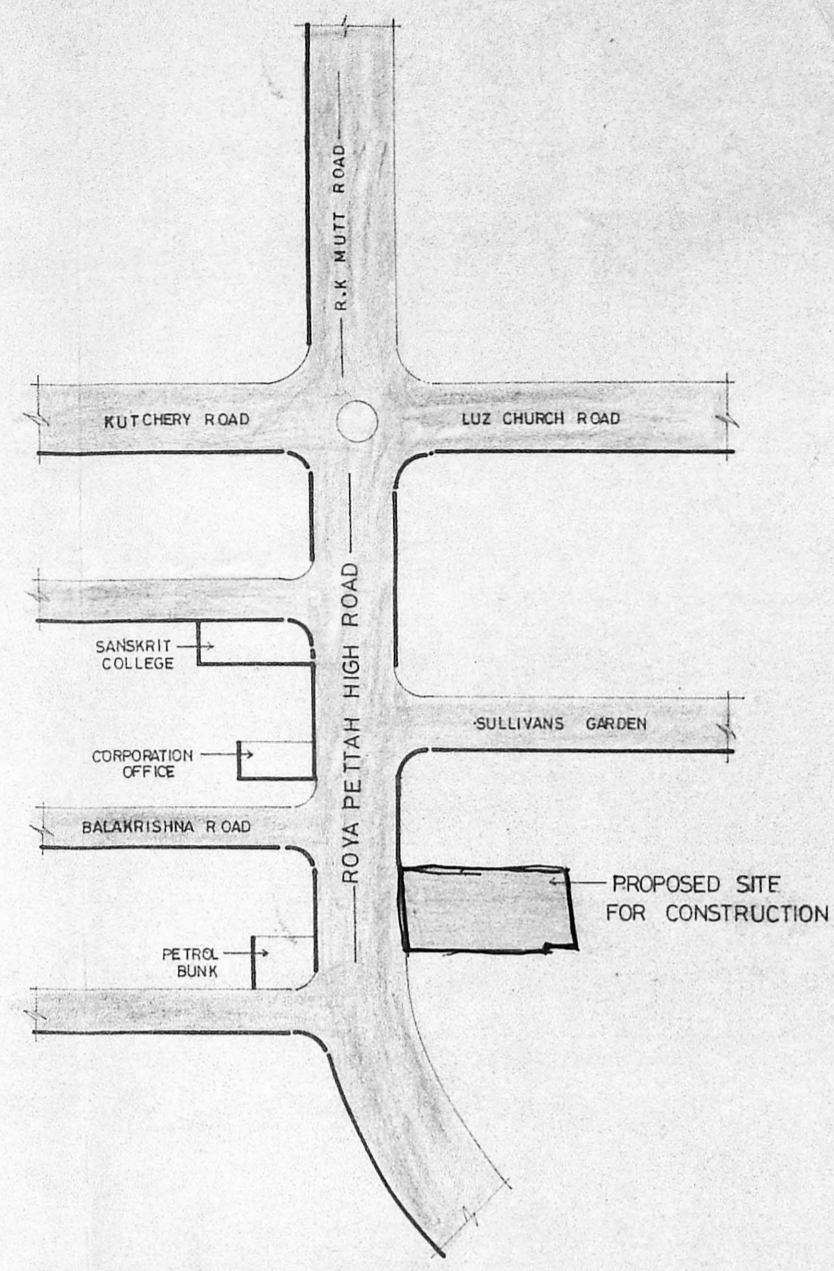 R.K MUTT ROAD
KUTCHERY ROAD
LUZ CHURCH ROAD
ROYA PETTAH HIGH ROAD
SANSKRIT
COLLEGE
SULLIVANS GARDEN
CORPORATION
OFFICE
BALAKRISHNA ROAD
PROPOSED SITE
FOR CONSTRUCTION
PETROL
BUNK